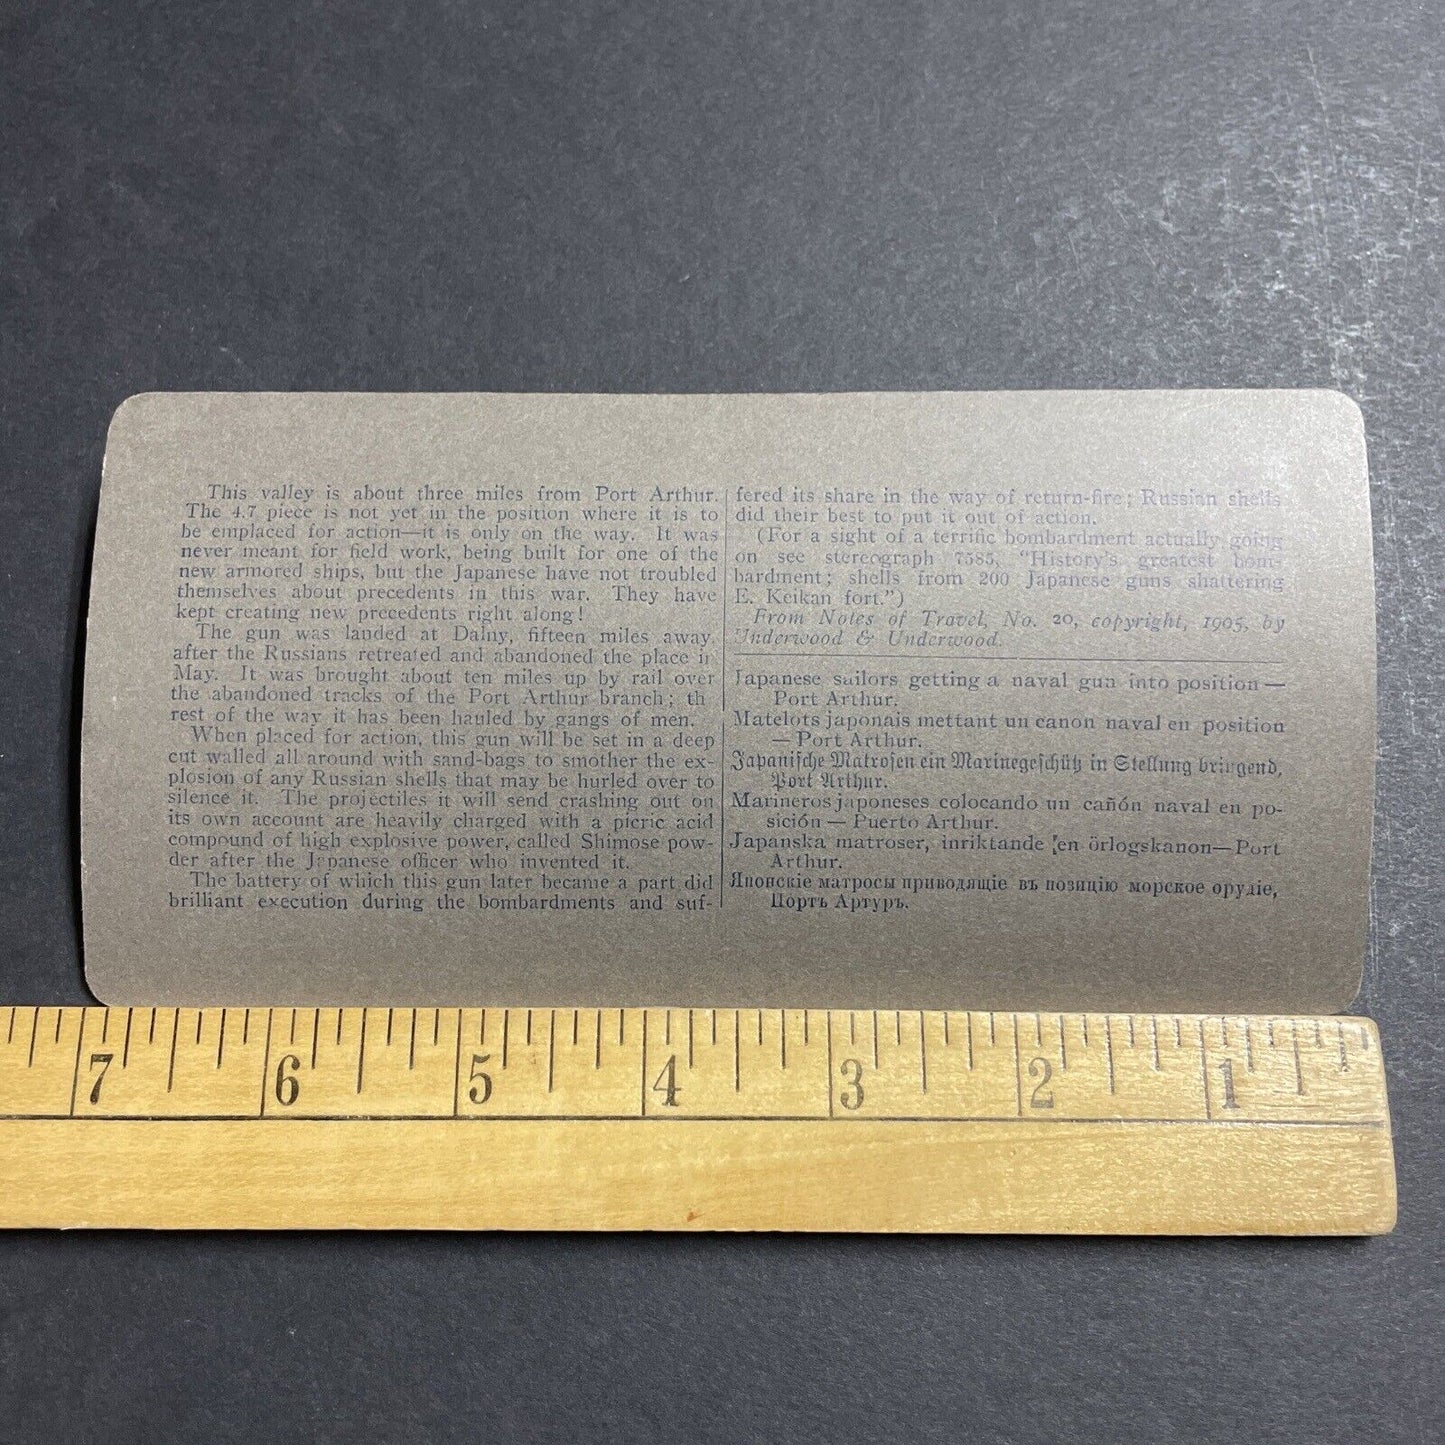 This valley is about three miles from Port Arthur.
The 4.7 piece is not yet in the position where it is to
be emplaced for action—it is only on the way. It was
never meant for field work, being built for one of the
new armored ships, but the Japanese have not troubled
themselves about precedents in this war. They have
kept creating new precedents right along!
The gun was landed at Dalny, fifteen miles away,
after the Russians retreated and abandoned the place in
May. It was brought about ten miles up by rail over
the abandoned tracks of the Port Arthur branch; th
rest of the way it has been hauled by gangs of men.
When placed for action, this gun will be set in a deep
cut walled all around with sand-bags to smother the ex-
plosion of any Russian shells that may be hurled over to
silence it. The projectiles it will send crashing out on
its own account are heavily charged with a picric acid
compound of high explosive power, called Shimose pow-
der after the Japanese officer who invented it.
The battery of which this gun later became a part did
brilliant execution during the bombardments and suf-
fered its share in the way of return-fire; Russian shells
did their best to put it out of action.
(For a sight of a terrific bombardment actually going
on see stereograph 7585, "History's greatest bom-
bardment; shells from 200 Japanese guns shattering
E. Keikan fort.")
From Notes of Travel, No. 20, copyright, 1905, by
Underwood & Underwood.
Japanese sailors getting a naval gun into position—
Port Arthur.
Matelots japonais mettant un canon naval en position
— Port Arthur.
Japanische Matrosen ein Marinegeschütz in Stellung bringend,
Port Arthur.
Marineros japoneses colocando un cañón naval en po-
sición — Puerto Arthur.
Japanska matroser, inriktande en örlogskanon—Port
Arthur.
Японскіе матросы приводящіе въ позицію морское орудіе,
Портъ Артуръ.
7 6 5 4 3 2 1